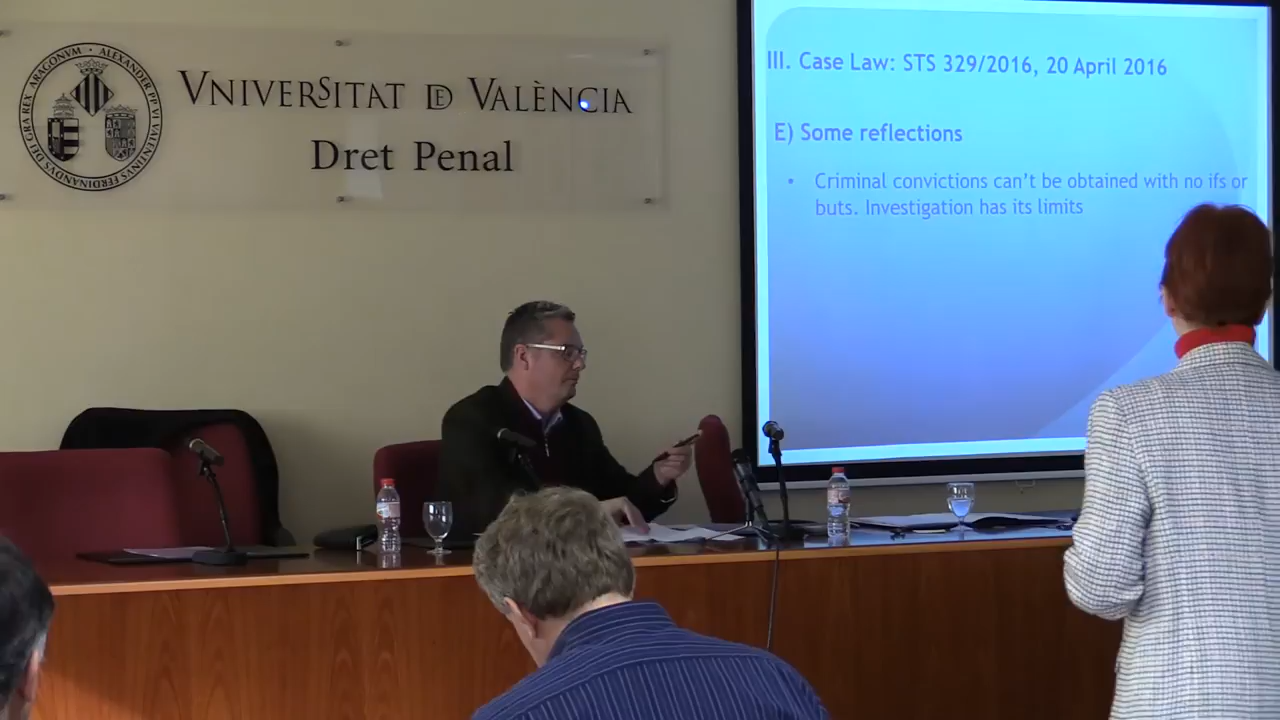 VNIVERSITAT DE VALÈNCIA
Dret Penal
III. Case Law: STS 329/2016, 20 April 2016
E) Some reflections
• Criminal convictions can't be obtained with no ifs or
buts. Investigation has its limits